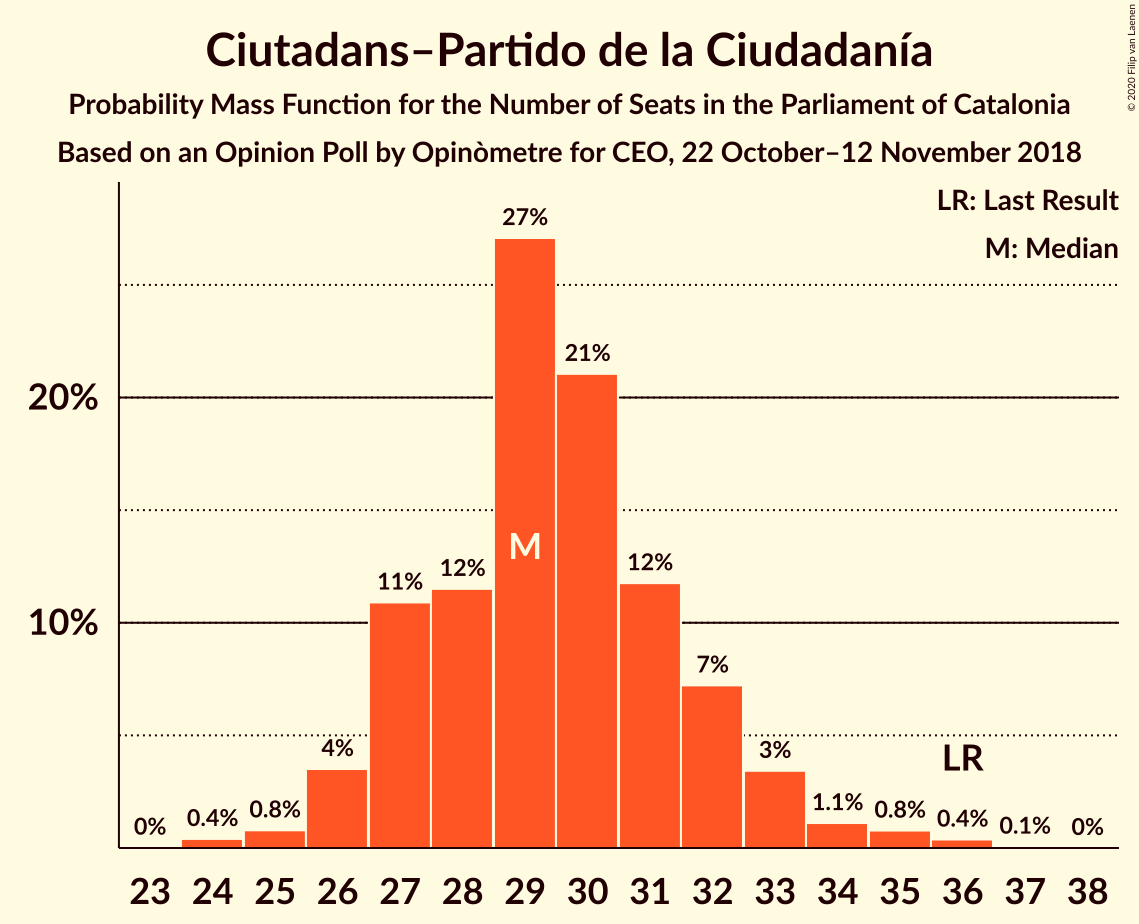 Ciutadans–Partido de la Ciudadanía
Probability Mass Function for the Number of Seats in the Parliament of Catalonia
Based on an Opinion Poll by Opinòmetre for CEO, 22 October–12 November 2018
© 2020 Filip van Laenen
LR: Last Result
M: Median
27%
21%
20%
M
12%
12%
11%
10%
7%
4%
3%
LR
1.1%
0.8%
0.8%
0.4%
0.4%
0.1%
0%
0%
23 24 25 26 27 28 29 30 31 32 33 34 35 36 37 38